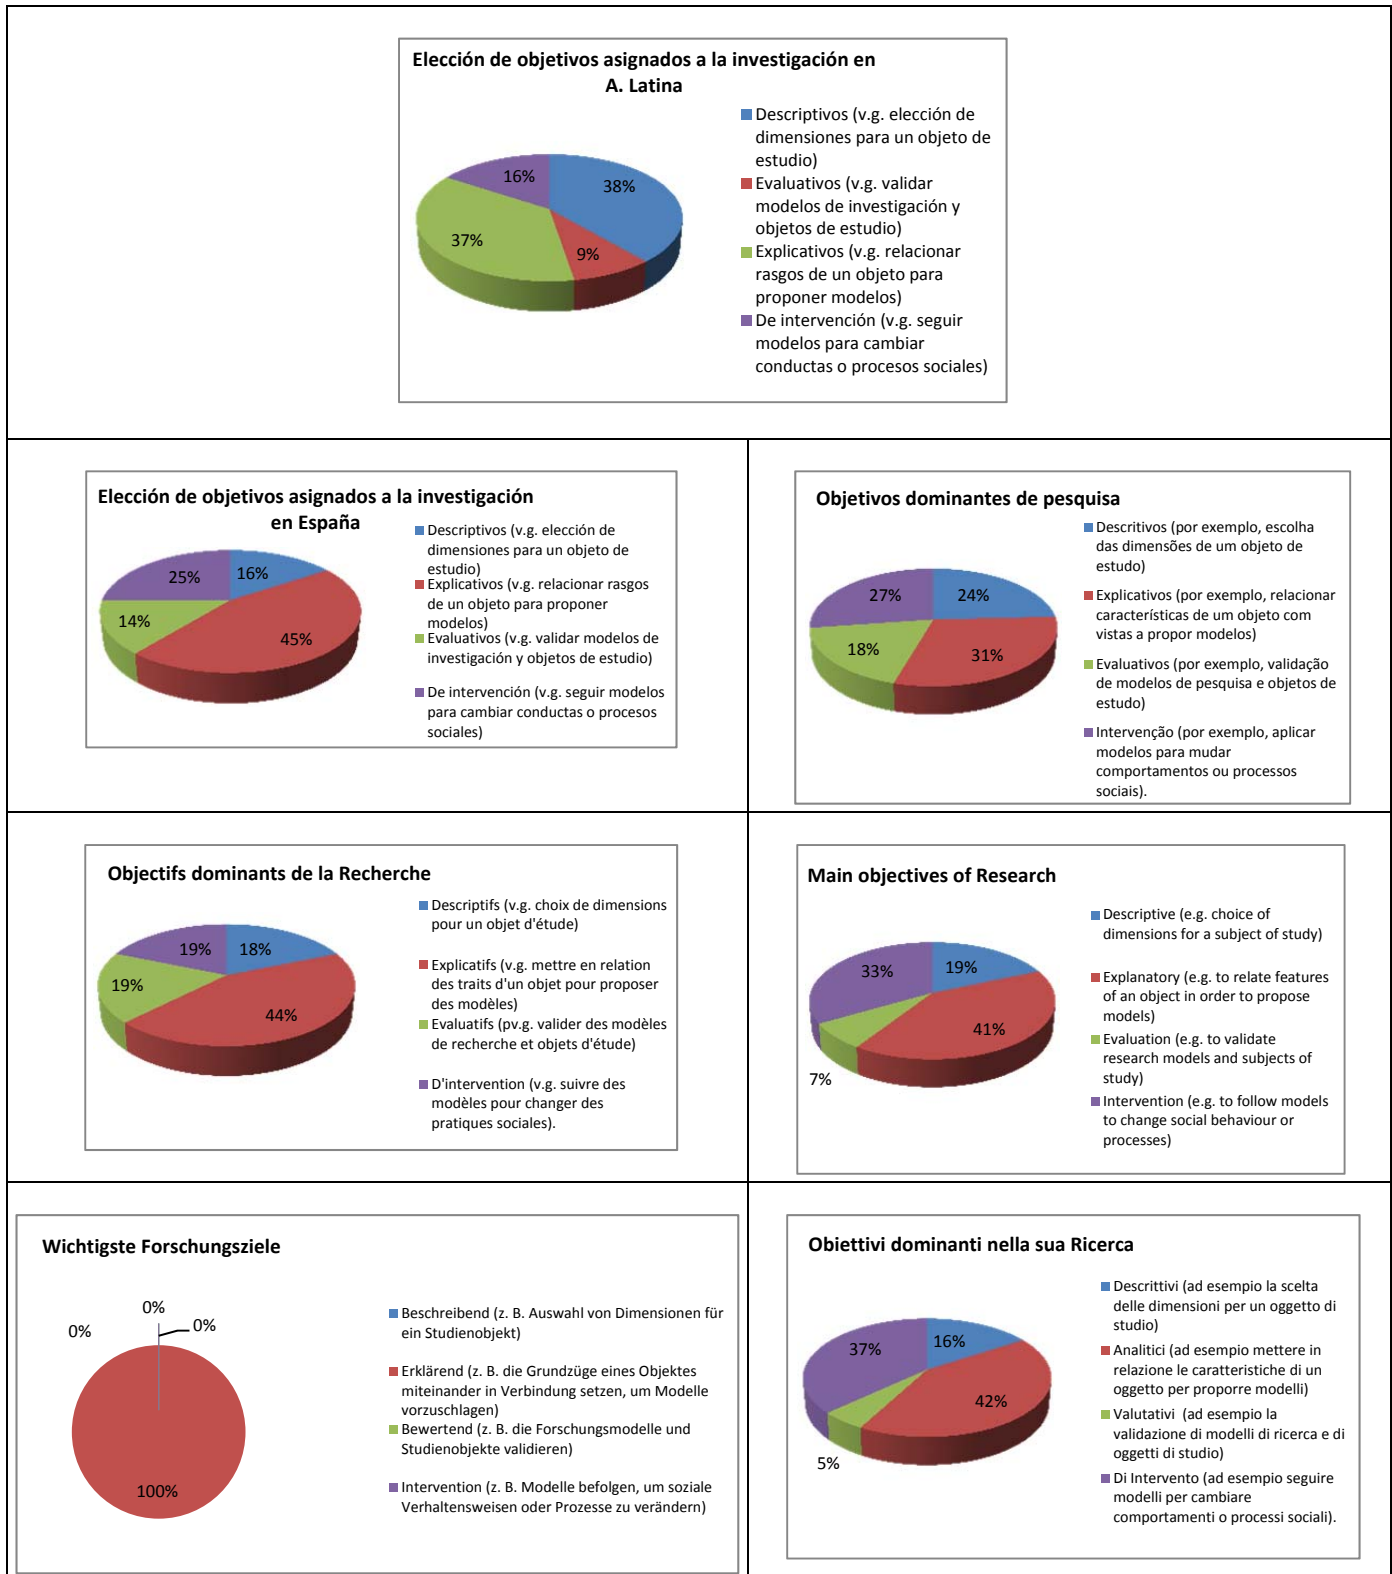 Elección de objetivos asignados a la investigación en
A. Latina
Descriptivos (v.g. elección de
dimensiones para un objeto de
estudio)
Evaluativos (v.g. validar
modelos de investigación y
objetos de estudio)
Explicativos (v.g. relacionar
rasgos de un objeto para
proponer modelos)
De intervención (v.g. seguir
modelos para cambiar
conductas o procesos sociales)
16%
38%
37%
9%
Elección de objetivos asignados a la investigación
en España
Descriptivos (v.g. elección de
dimensiones para un objeto de
estudio)
Explicativos (v.g. relacionar rasgos
de un objeto para proponer
modelos)
Evaluativos (v.g. validar modelos de
investigación y objetos de estudio)
De intervención (v.g. seguir modelos
para cambiar conductas o procesos
sociales)
25%
16%
14%
45%
Objetivos dominantes de pesquisa
Descritivos (por exemplo, escolha
das dimensões de um objeto de
estudo)
Explicativos (por exemplo, relacionar
características de um objeto com
vistas a propor modelos)
Evaluativos (por exemplo, validação
de modelos de pesquisa e objetos de
estudo)
Intervenção (por exemplo, aplicar
modelos para mudar
comportamentos ou processos
sociais).
27%
24%
18%
31%
Objectifs dominants de la Recherche
Descriptifs (v.g. choix de dimensions
pour un objet d'étude)
Explicatifs (v.g. mettre en relation
des traits d'un objet pour proposer
des modèles)
Evaluatifs (pv.g. valider des modèles
de recherche et objets d'étude)
D'intervention (v.g. suivre des
modèles pour changer des
pratiques sociales).
19%
18%
19%
44%
Main objectives of Research
Descriptive (e.g. choice of
dimensions for a subject of study)
Explanatory (e.g. to relate features
of an object in order to propose
models)
Evaluation (e.g. to validate
research models and subjects of
study)
Intervention (e.g. to follow models
to change social behaviour or
processes)
33%
19%
41%
7%
Wichtigste Forschungsziele
Beschreibend (z. B. Auswahl von Dimensionen für
ein Studienobjekt)
Erklärend (z. B. die Grundzüge eines Objektes
miteinander in Verbindung setzen, um Modelle
vorzuschlagen)
Bewertend (z. B. die Forschungsmodelle und
Studienobjekte validieren)
Intervention (z. B. Modelle befolgen, um soziale
Verhaltensweisen oder Prozesse zu verändern)
0%
0%
0%
100%
Obiettivi dominanti nella sua Ricerca
Descrittivi (ad esempio la scelta
delle dimensioni per un oggetto di
studio)
Analitici (ad esempio mettere in
relazione le caratteristiche di un
oggetto per proporre modelli)
Valutativi (ad esempio la
validazione di modelli di ricerca e di
oggetti di studio)
Di Intervento (ad esempio seguire
modelli per cambiare
comportamenti o processi sociali).
37%
16%
42%
5%